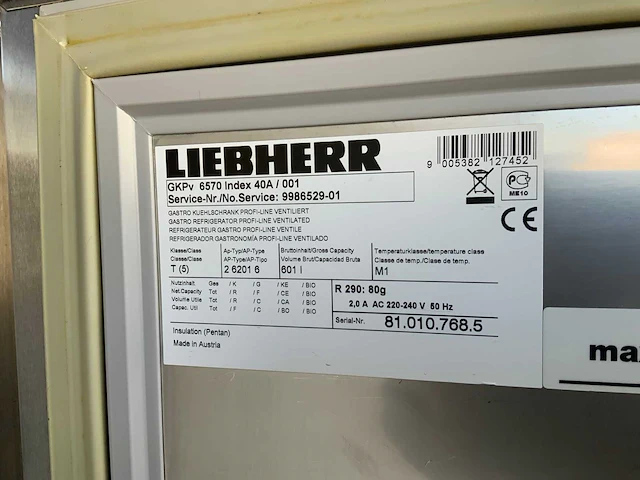 LIEBHERR
9 005382 127452
GKPv 6570 Index 40A / 001
Service-Nr./No.Service: 9986529-01
ME10
CE
GASTRO KUEHLSCHRANK PROFI-LINE VENTILIERT
GASTRO REFRIGERATOR PROFI-LINE VENTILATED
REFRIGERATEUR GASTRO PROFI-LINE VENTILE
REFRIGERADOR GASTRONOMÍA PROFI-LINE VENTILADO
Klasse/Class Ap-Typ/AP-Type Bruttoinhalt/Gross Capacity Temperaturklasse/temperature class
Classe/Clase AP-Type/AP-Tipo Volume Brut/Capacidad Bruta Classe de temp./Clase de temp.
T (5) 2 6201 6 601 l M1
Nutzinhalt Ges / K / G / KE / BIO
Net.Capacity Tot / R / F / CE / BIO
Volume Utile Tot / R / C / CA / BIO
Capac. Util Tot / F / C / BO / BIO
R 290: 80g
2,0 A AC 220-240 V 50 Hz
Serial-Nr. 81.010.768.5
Insulation (Pentan)
Made in Austria
max